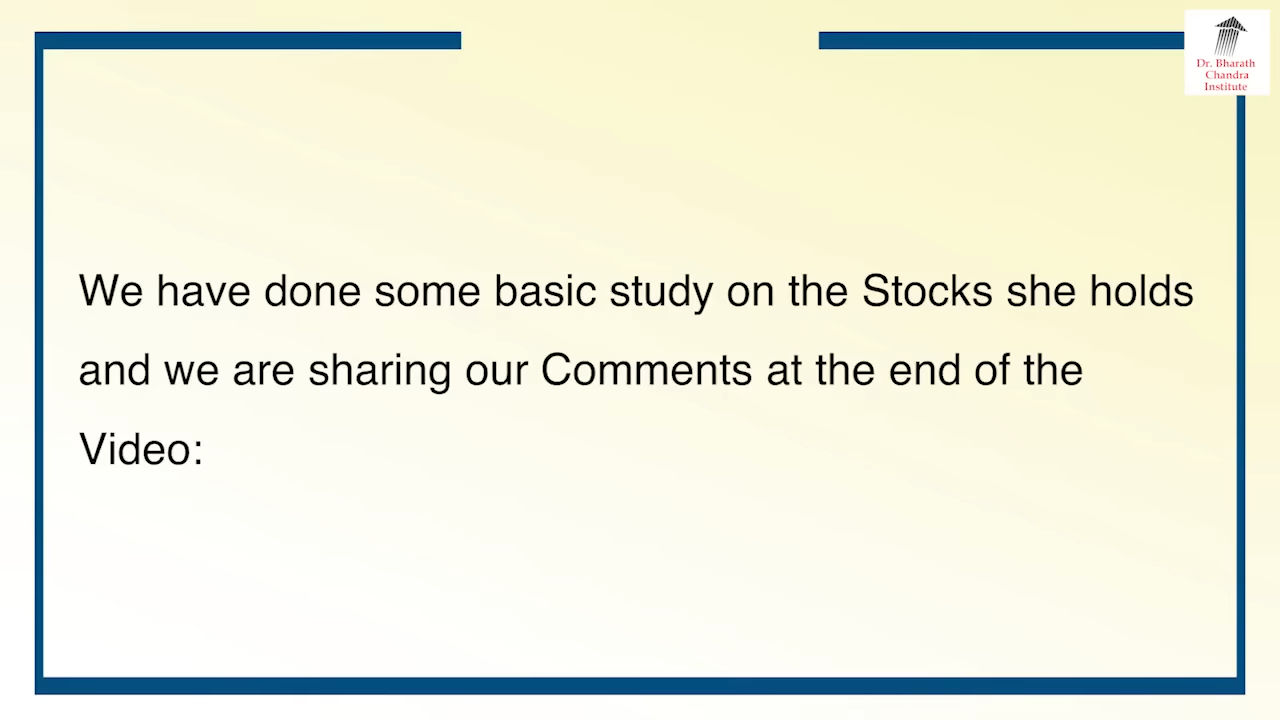 Dr. Bharath
Chandra
Institute
We have done some basic study on the Stocks she holds
and we are sharing our Comments at the end of the
Video: